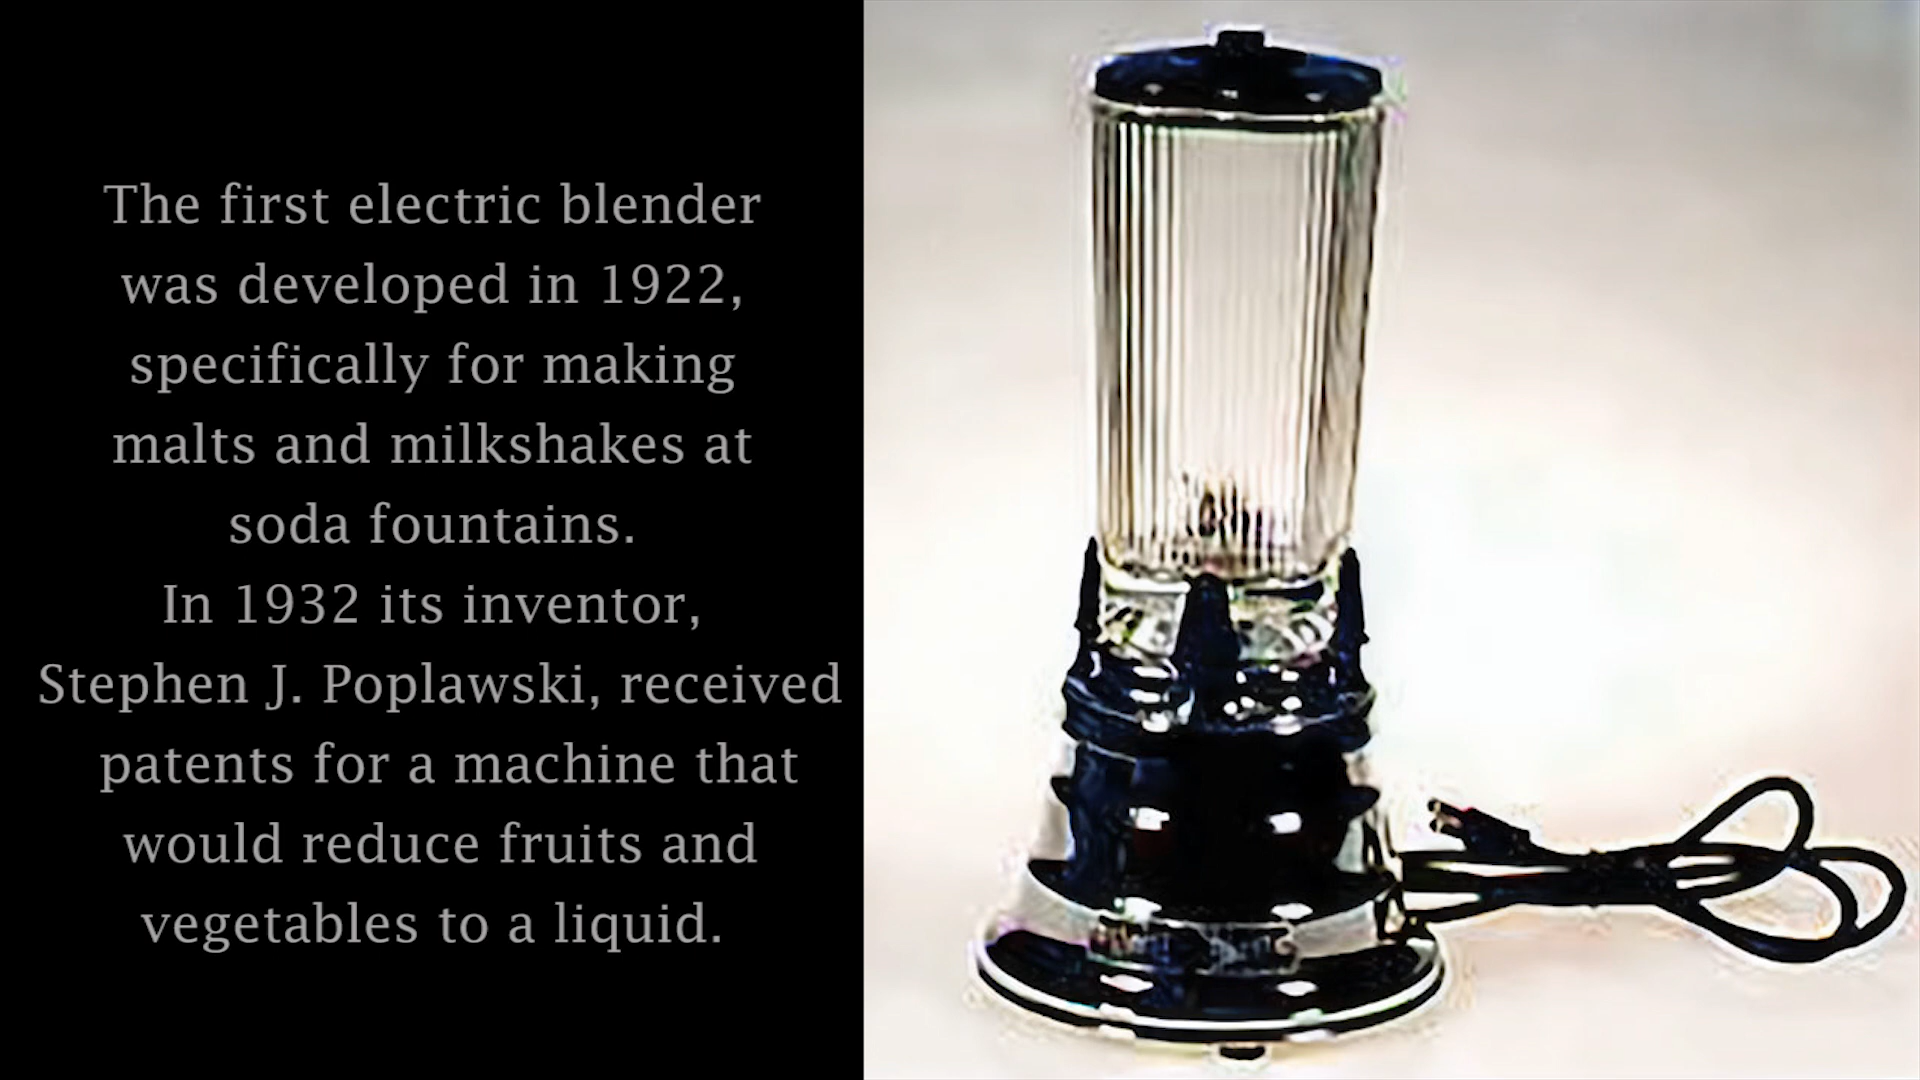 The first electric blender
was developed in 1922,
specifically for making
malts and milkshakes at
soda fountains.
In 1932 its inventor,
Stephen J. Poplawski, received
patents for a machine that
would reduce fruits and
vegetables to a liquid.